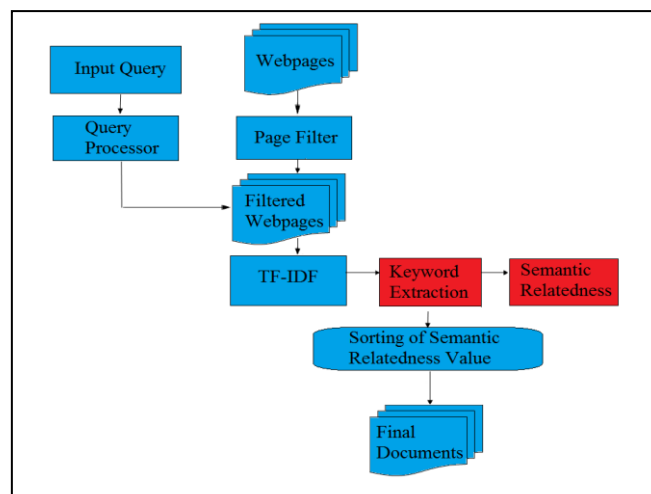 Input Query
Webpages
Query
Processor
Page Filter
Filtered
Webpages
TF-IDF
Keyword
Extraction
Semantic
Relatedness
Sorting of Semantic
Relatedness Value
Final
Documents